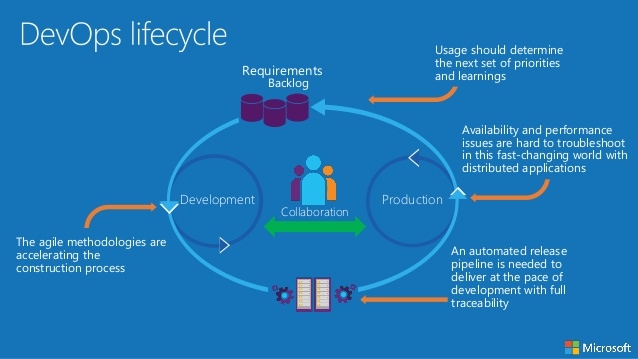 DevOps lifecycle
Usage should determine
the next set of priorities
and learnings
Requirements
Backlog
Availability and performance
issues are hard to troubleshoot
in this fast-changing world with
distributed applications
Development
Collaboration
Production
The agile methodologies are
accelerating the
construction process
An automated release
pipeline is needed to
deliver at the pace of
development with full
traceability
Microsoft